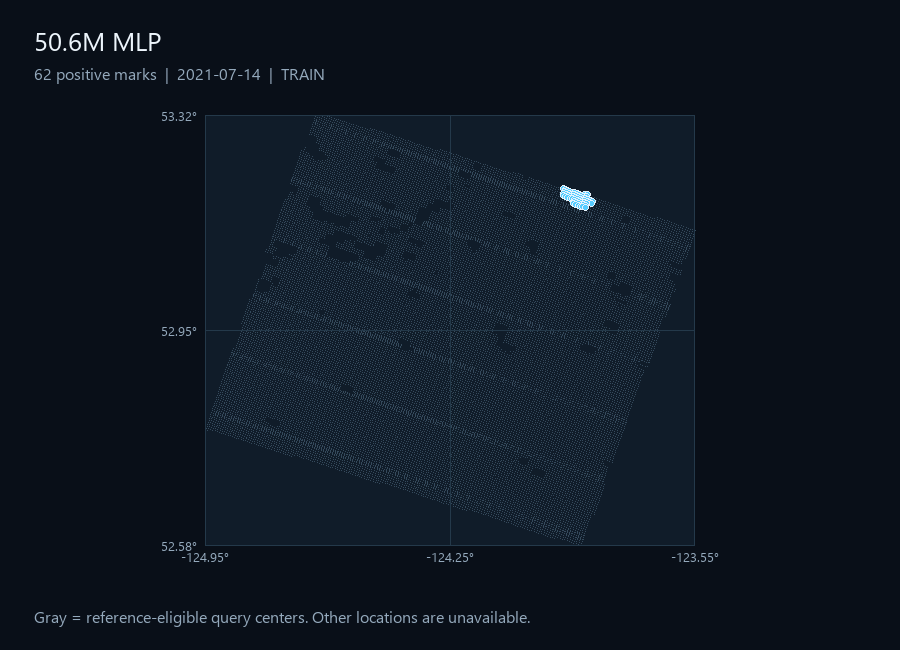 50.6M MLP
62 positive marks | 2021-07-14 | TRAIN
53.32°
52.95°
52.58°
-124.95°
-124.25°
-123.55°
Gray = reference-eligible query centers. Other locations are unavailable.